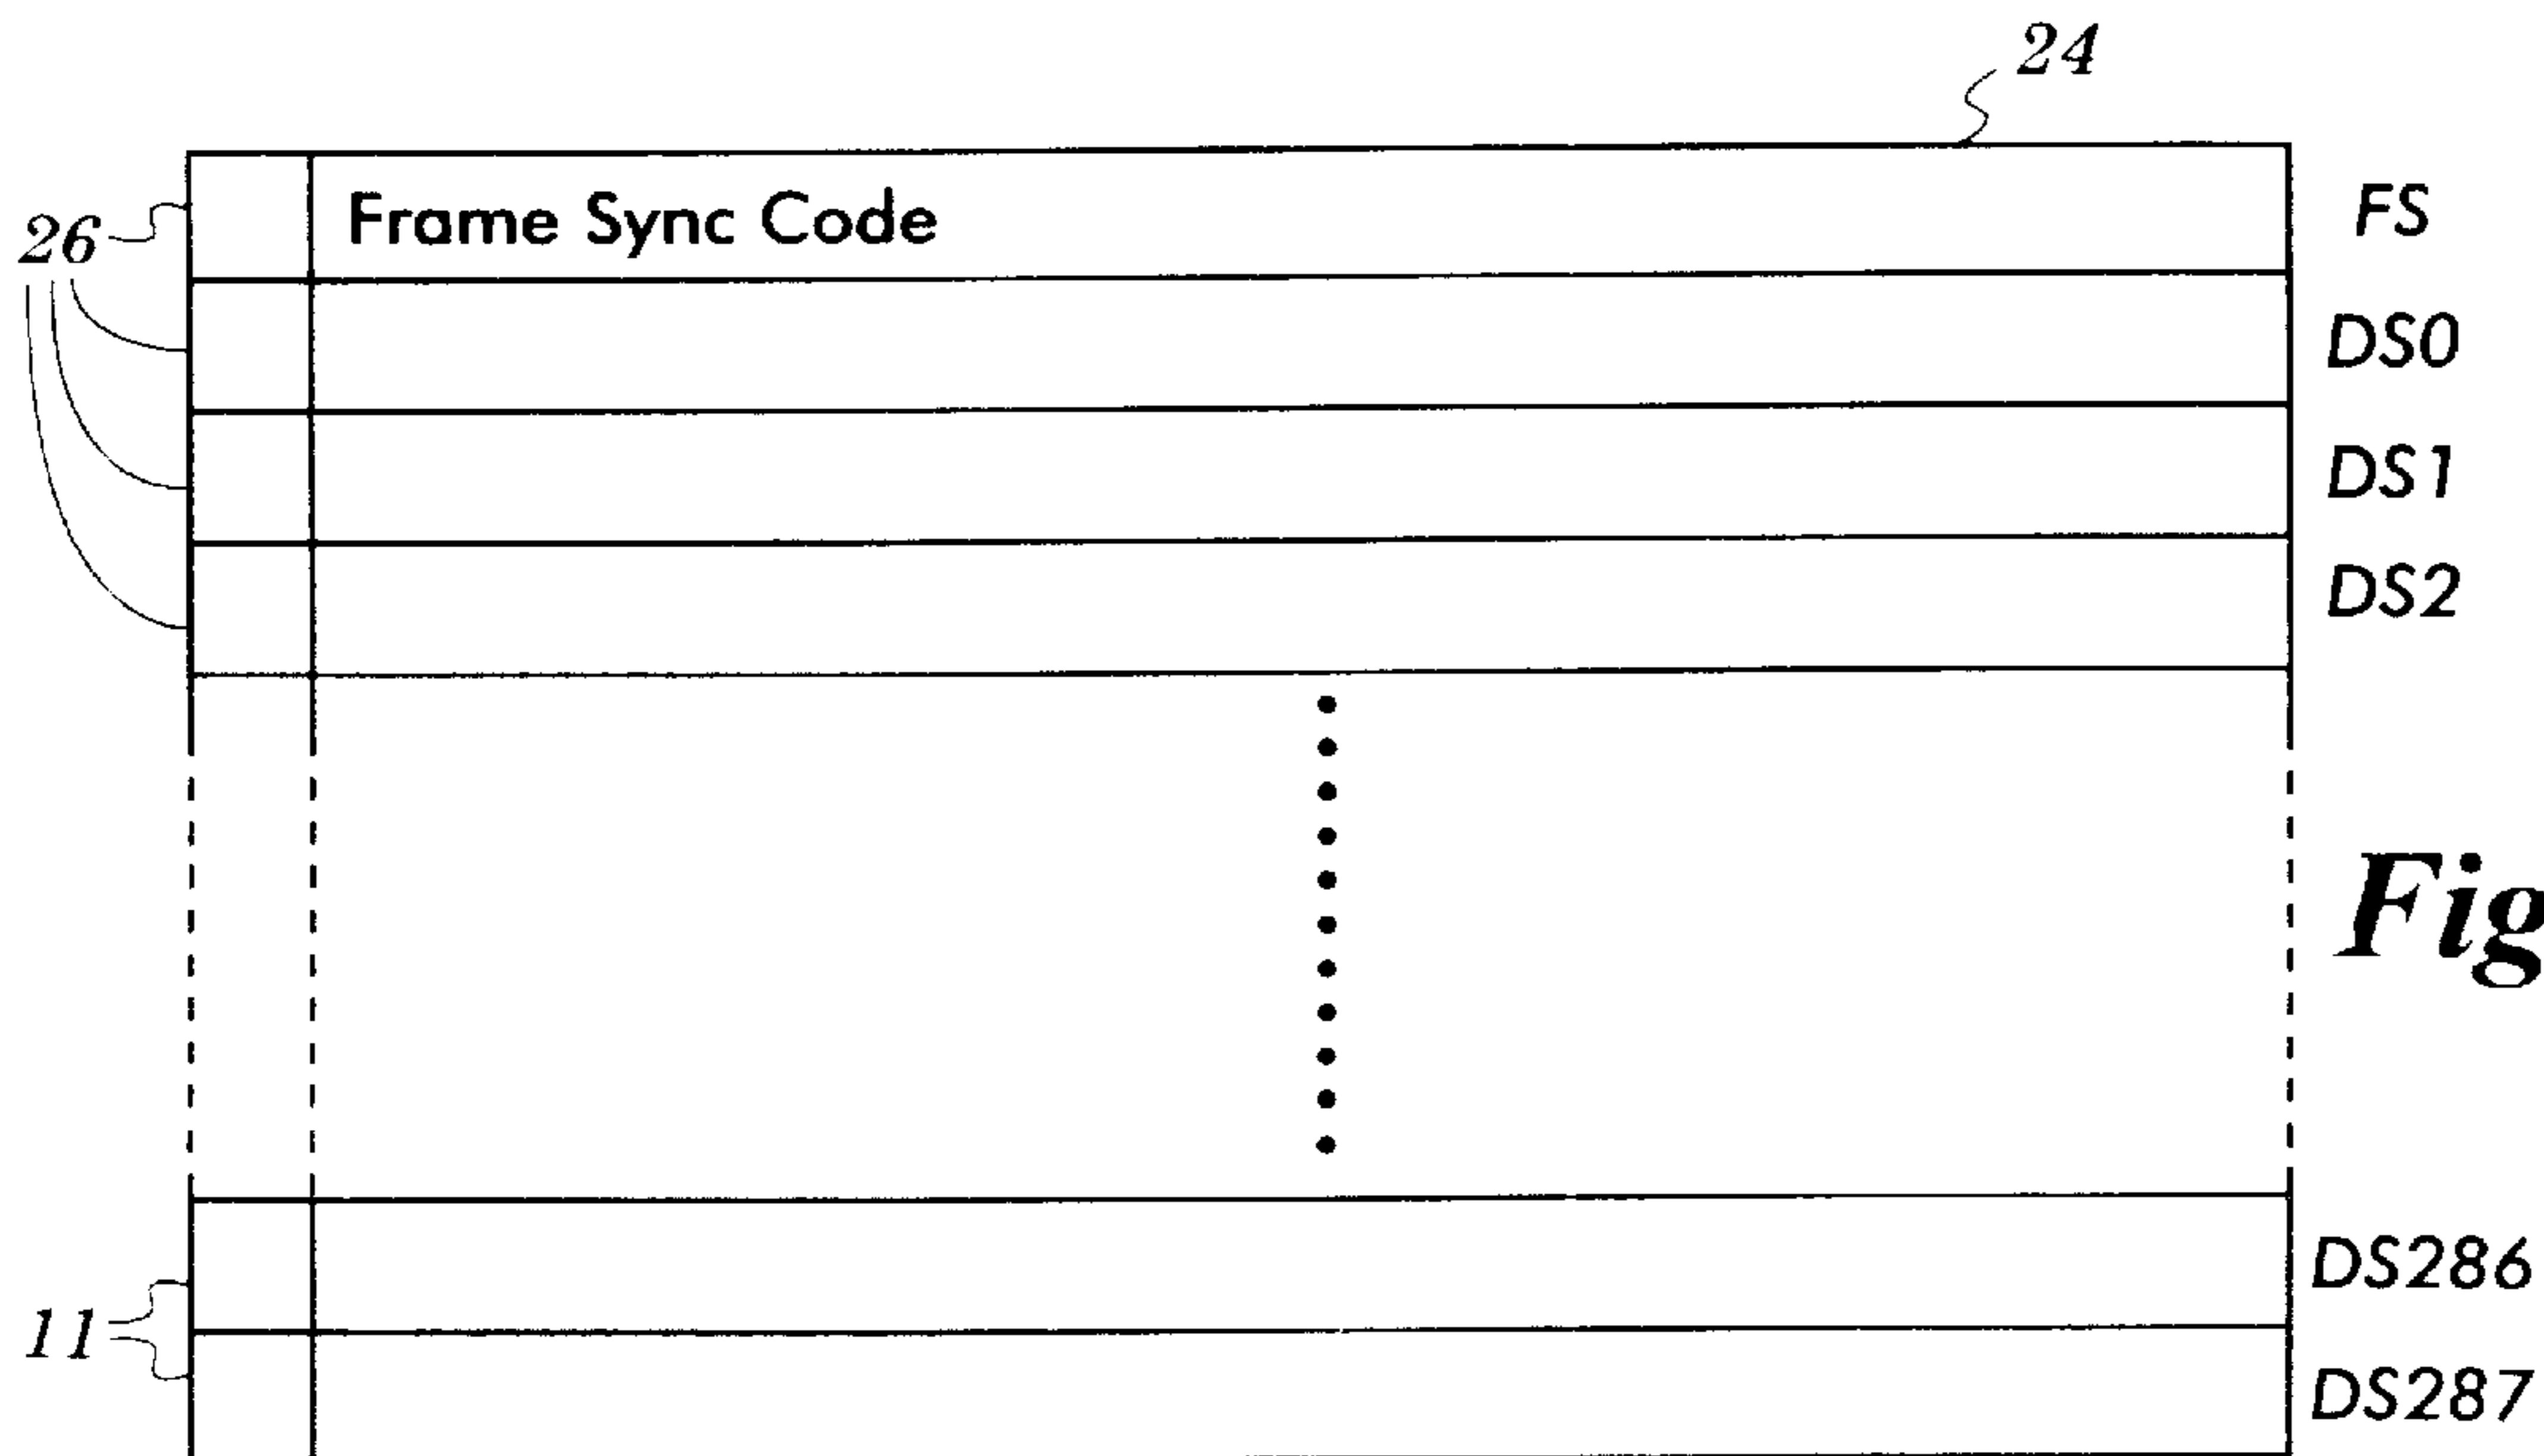 24
26
Frame Sync Code
FS
DS0
DS1
DS2
Fig
11
DS286
DS287